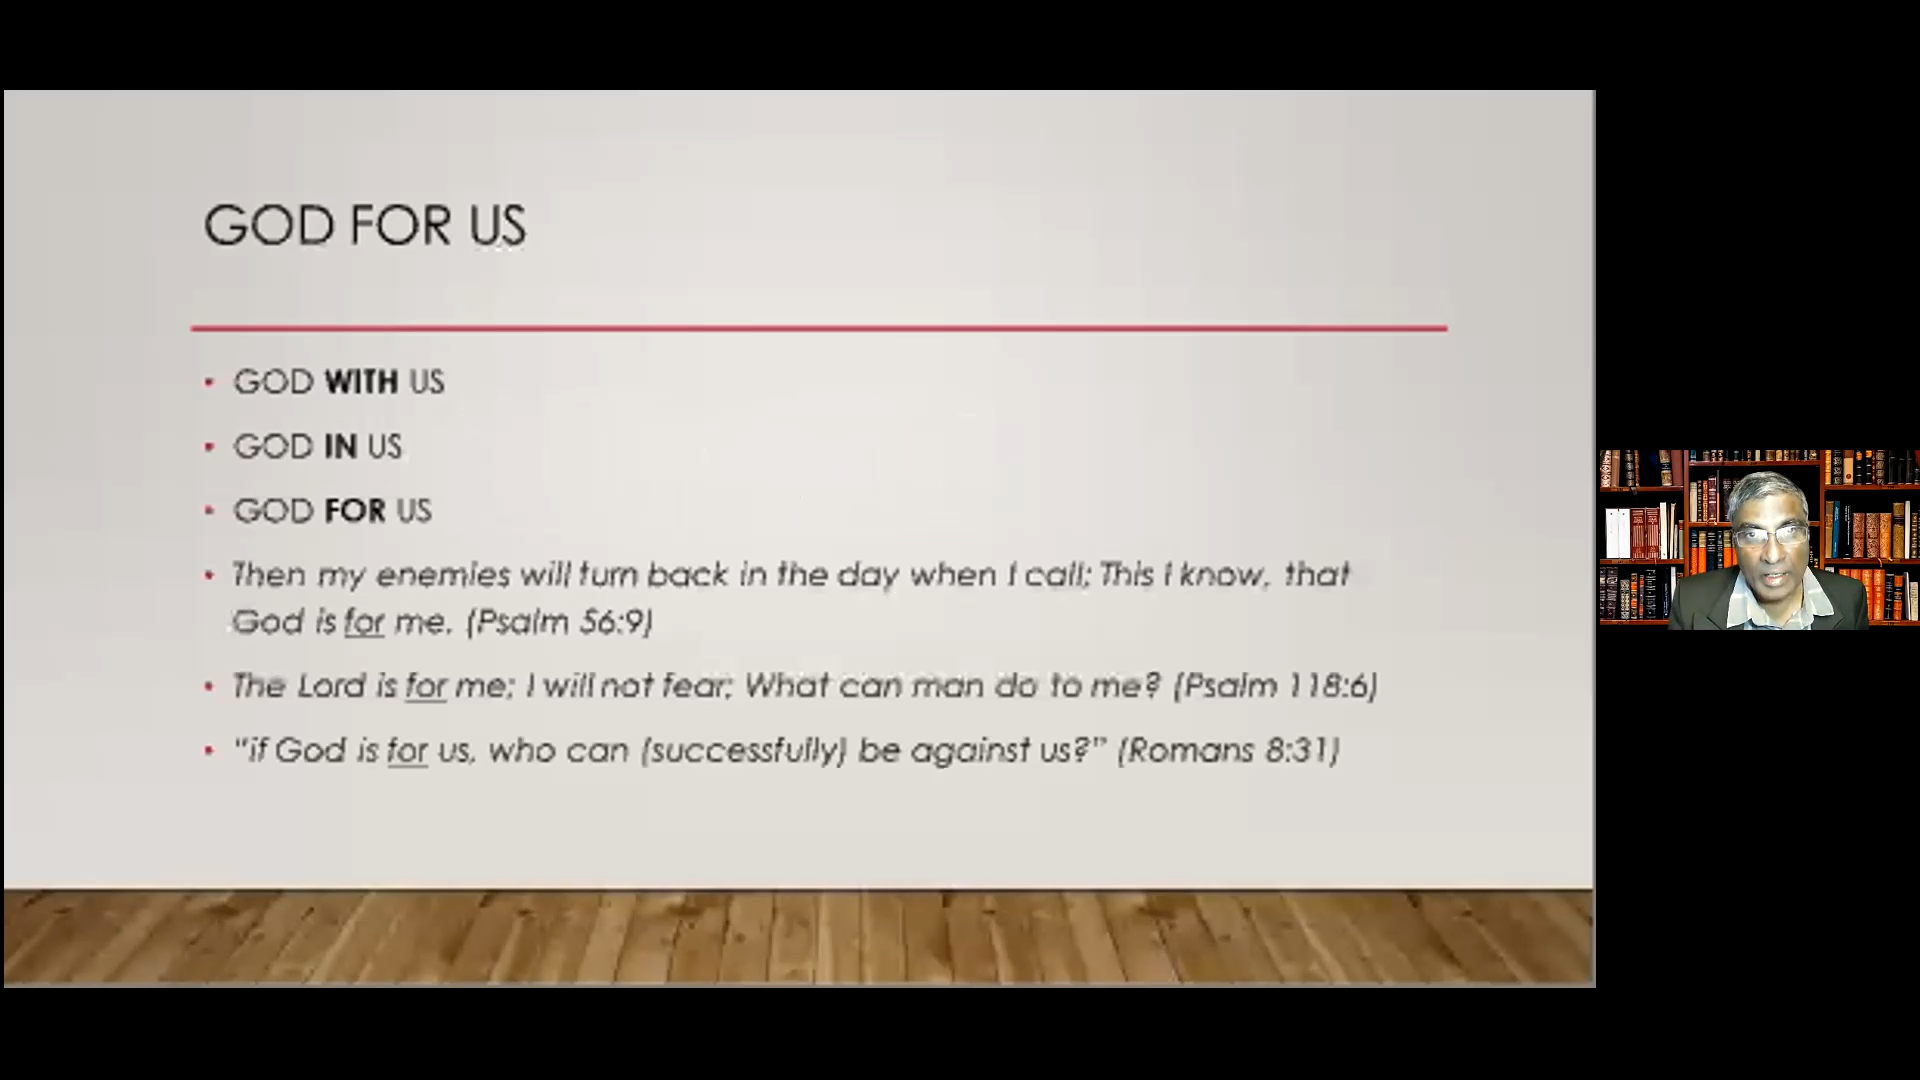 GOD FOR US
• GOD WITH US
• GOD IN US
• GOD FOR US
• Then my enemies will turn back in the day when I call; This I know, that
God is for me. (Psalm 56:9)
• The Lord is for me; I will not fear; What can man do to me? (Psalm 118:6)
• "if God is for us, who can (successfully) be against us?" (Romans 8:31)